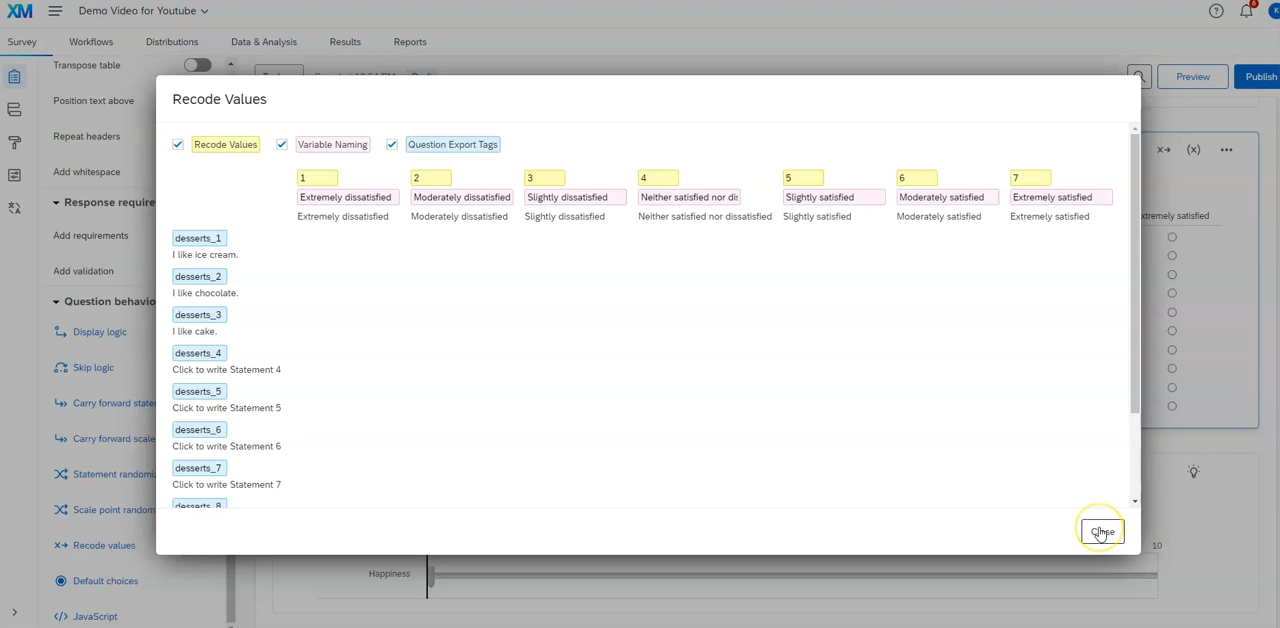 XM Demo Video for Youtube
6
K
Survey Workflows Distributions Data & Analysis Results Reports
Transpose table
Position text above
Repeat headers
Add whitespace
Response require
Add requirements
Add validation
Question behavio
Display logic
Skip logic
Carry forward state
Carry forward scale
Statement randomiz
Scale point random
Recode values
Default choices
JavaScript
Preview Publish
Recode Values
Recode Values Variable Naming Question Export Tags
1 2 3 4 5 6 7
Extremely dissatisfied Moderately dissatisfied Slightly dissatisfied Neither satisfied nor dis Slightly satisfied Moderately satisfied Extremely satisfied
Extremely dissatisfied Moderately dissatisfied Slightly dissatisfied Neither satisfied nor dissatisfied Slightly satisfied Moderately satisfied Extremely satisfied
desserts_1
I like ice cream.
desserts_2
I like chocolate.
desserts_3
I like cake.
desserts_4
Click to write Statement 4
desserts_5
Click to write Statement 5
desserts_6
Click to write Statement 6
desserts_7
Click to write Statement 7
desserts_8
Close
xtremely satisfied
10
Happiness